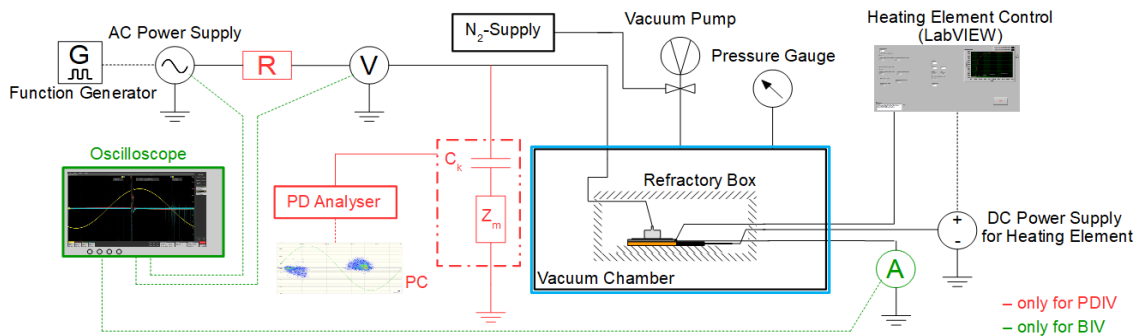 G
Function Generator
AC Power Supply
R
V
N2-Supply
Vacuum Pump
Pressure Gauge
Heating Element Control
(LabVIEW)
Oscilloscope
PD Analyser
PC
Ck
Zm
Refractory Box
Vacuum Chamber
+
-
DC Power Supply
for Heating Element
A
– only for PDIV
– only for BIV